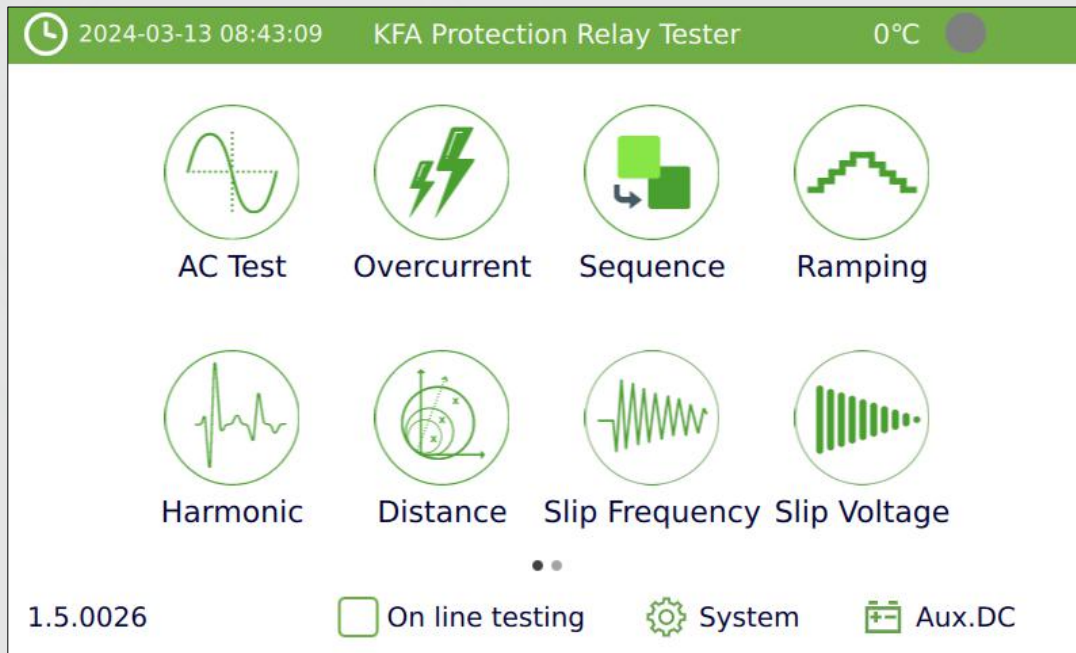 2024-03-13 08:43:09 KFA Protection Relay Tester 0°C
AC Test Overcurrent Sequence Ramping
Harmonic Distance Slip Frequency Slip Voltage
1.5.0026 On line testing System Aux.DC